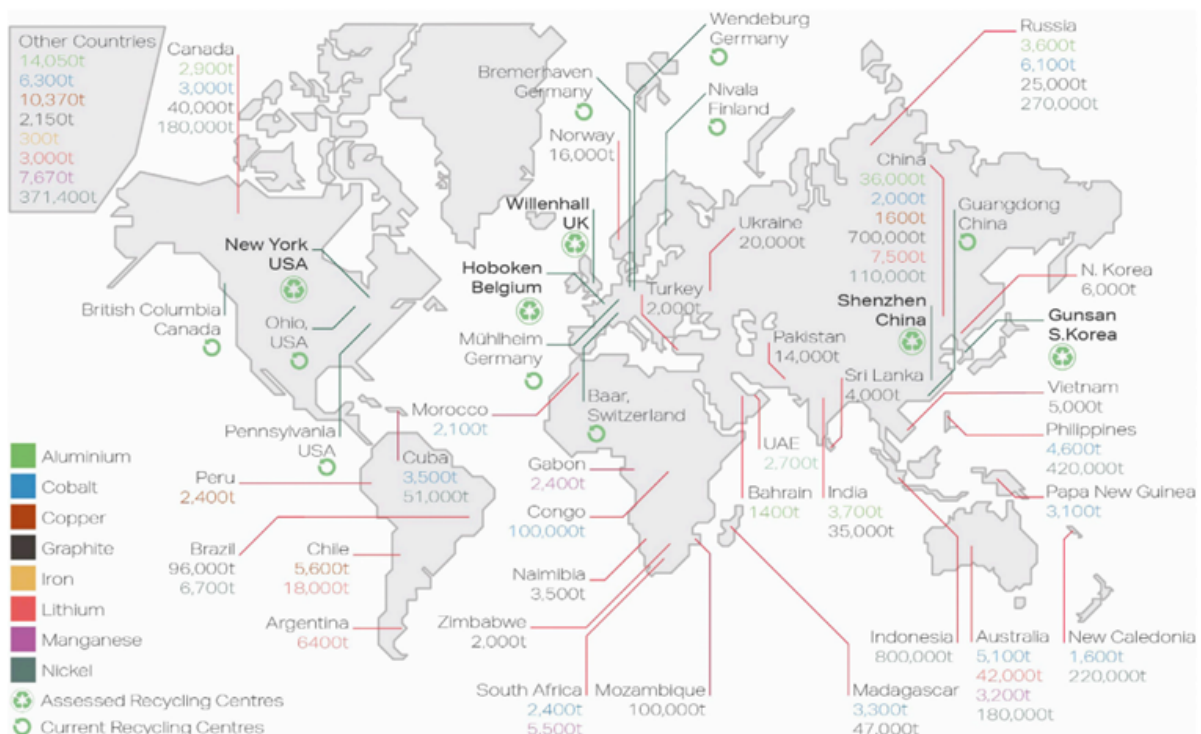 Other Countries
14,050t
6,300t
10,370t
2,150t
300t
3,000t
7,670t
371,400t
Canada
2,900t
3,000t
40,000t
180,000t
Wendeburg
Germany
Bremerhaven
Germany
Nivala
Finland
Norway
16,000t
Russia
3,600t
6,100t
25,000t
270,000t
China
36,000t
2,000t
1600t
700,000t
7,500t
110,000t
Guangdong
China
Willenhall
UK
Ukraine
20,000t
New York
USA
Hoboken
Belgium
Turkey
2,000t
N. Korea
6,000t
British Columbia
Canada
Ohio,
USA
Mühlheim
Germany
Pakistan
14,000t
Shenzhen
China
Gunsan
S.Korea
Sri Lanka
4,000t
Baar,
Switzerland
Vietnam
5,000t
Morocco
2,100t
Pennsylvania
USA
UAE
2,700t
Philippines
4,600t
420,000t
Cuba
3,500t
51,000t
Peru
2,400t
Gabon
2,400t
Bahrain
1400t
India
3,700t
35,000t
Papa New Guinea
3,100t
Congo
100,000t
Brazil
96,000t
6,700t
Chile
5,600t
18,000t
Naimibia
3,500t
Argentina
6400t
Zimbabwe
2,000t
Indonesia
800,000t
Australia
5,100t
42,000t
3,200t
180,000t
New Caledonia
1,600t
220,000t
South Africa
2,400t
5,500t
Mozambique
100,000t
Madagascar
3,300t
47,000t
Aluminium
Cobalt
Copper
Graphite
Iron
Lithium
Manganese
Nickel
Assessed Recycling Centres
Current Recycling Centres